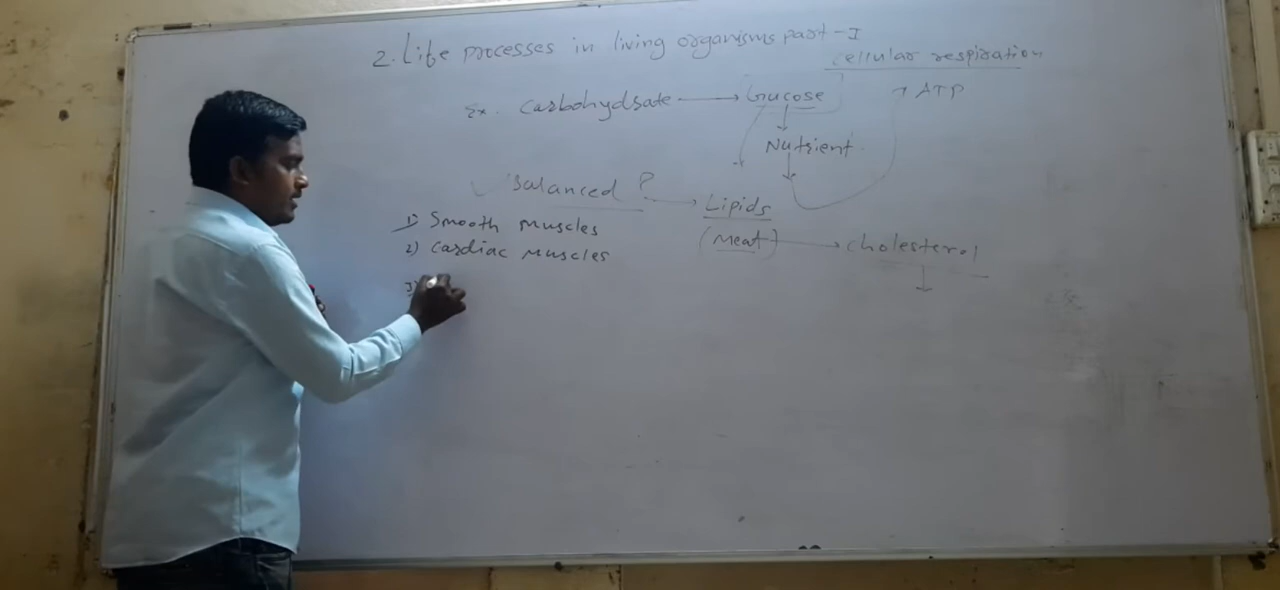 2. Life processes in living organisms part-I
cellular respiration
Ex. Carbohydrate → Glucose
↑ ATP
Nutrient
Balanced ? → Lipids
1) Smooth Muscles
(Meat) → Cholesterol
2) Cardiac Muscles
3)